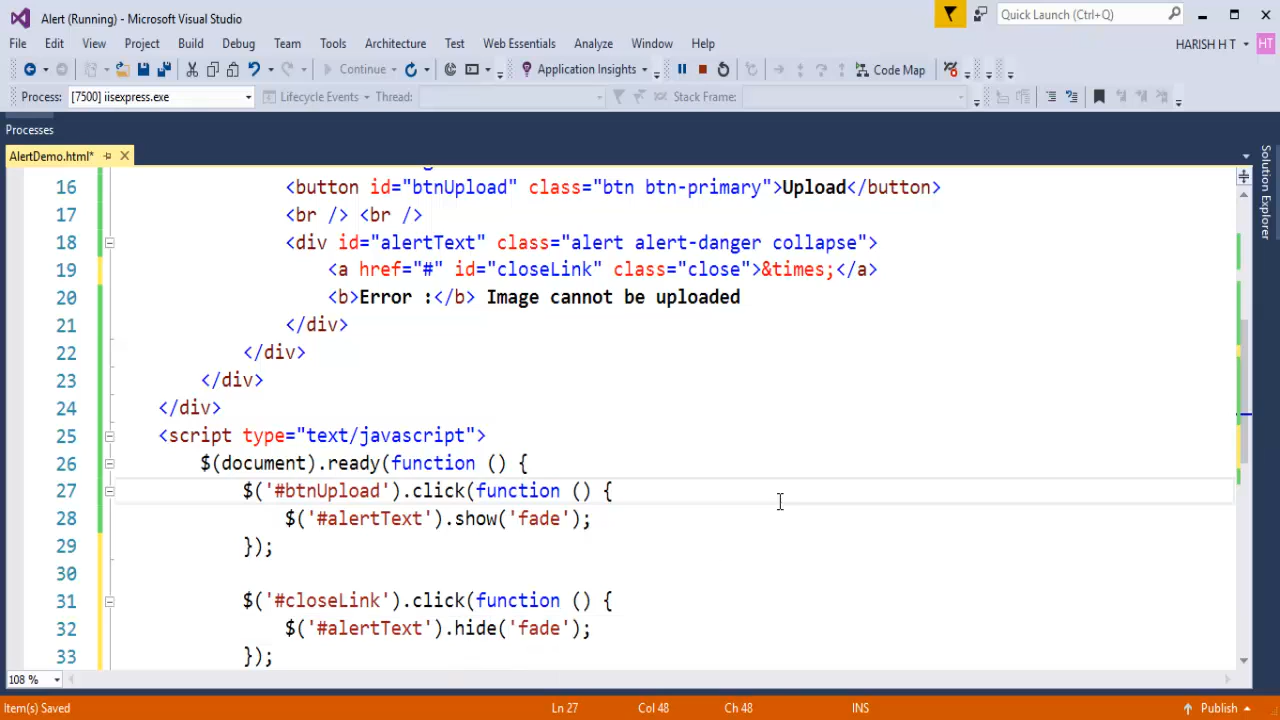 Alert (Running) - Microsoft Visual Studio
Quick Launch (Ctrl+Q)
File Edit View Project Build Debug Team Tools Architecture Test Web Essentials Analyze Window Help
HARISH H T HT
Continue Application Insights Code Map
Process: [7500] iisexpress.exe Lifecycle Events Thread: Stack Frame:
Processes
AlertDemo.html*
Solution Explorer
16 <button id="btnUpload" class="btn btn-primary">Upload</button>
17 <br /> <br />
18 <div id="alertText" class="alert alert-danger collapse">
19 <a href="#" id="closeLink" class="close">&times;</a>
20 <b>Error :</b> Image cannot be uploaded
21 </div>
22 </div>
23 </div>
24 </div>
25 <script type="text/javascript">
26 $(document).ready(function () {
27 $('#btnUpload').click(function () {
28 $('#alertText').show('fade');
29 });
30
31 $('#closeLink').click(function () {
32 $('#alertText').hide('fade');
33 });
108 %
Item(s) Saved Ln 27 Col 48 Ch 48 INS Publish